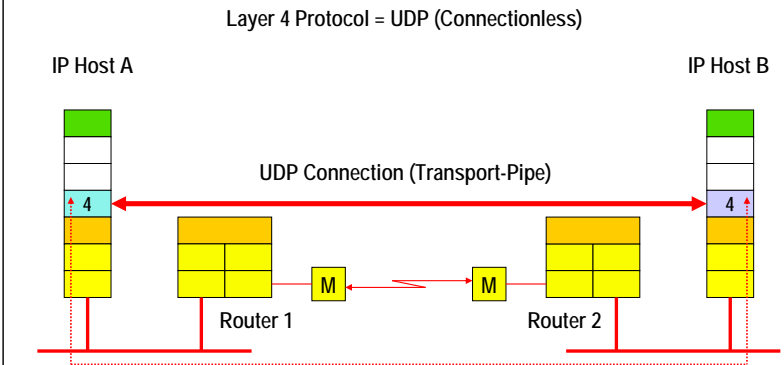 Layer 4 Protocol = UDP (Connectionless)
IP Host A
IP Host B
UDP Connection (Transport-Pipe)
4
4
M
M
Router 1
Router 2